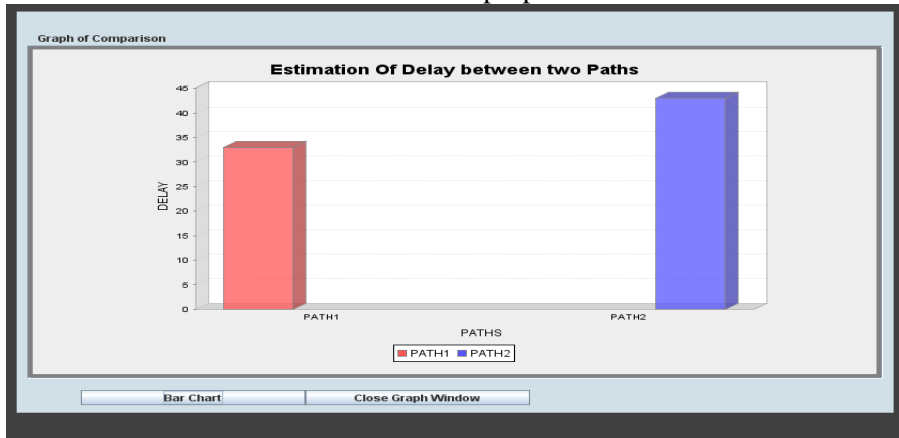 Graph of Comparison
Estimation Of Delay between two Paths
45
40
35
30
25
20
15
10
5
0
DELAY
PATH1 PATH2
PATHS
PATH1 PATH2
Bar Chart Close Graph Window